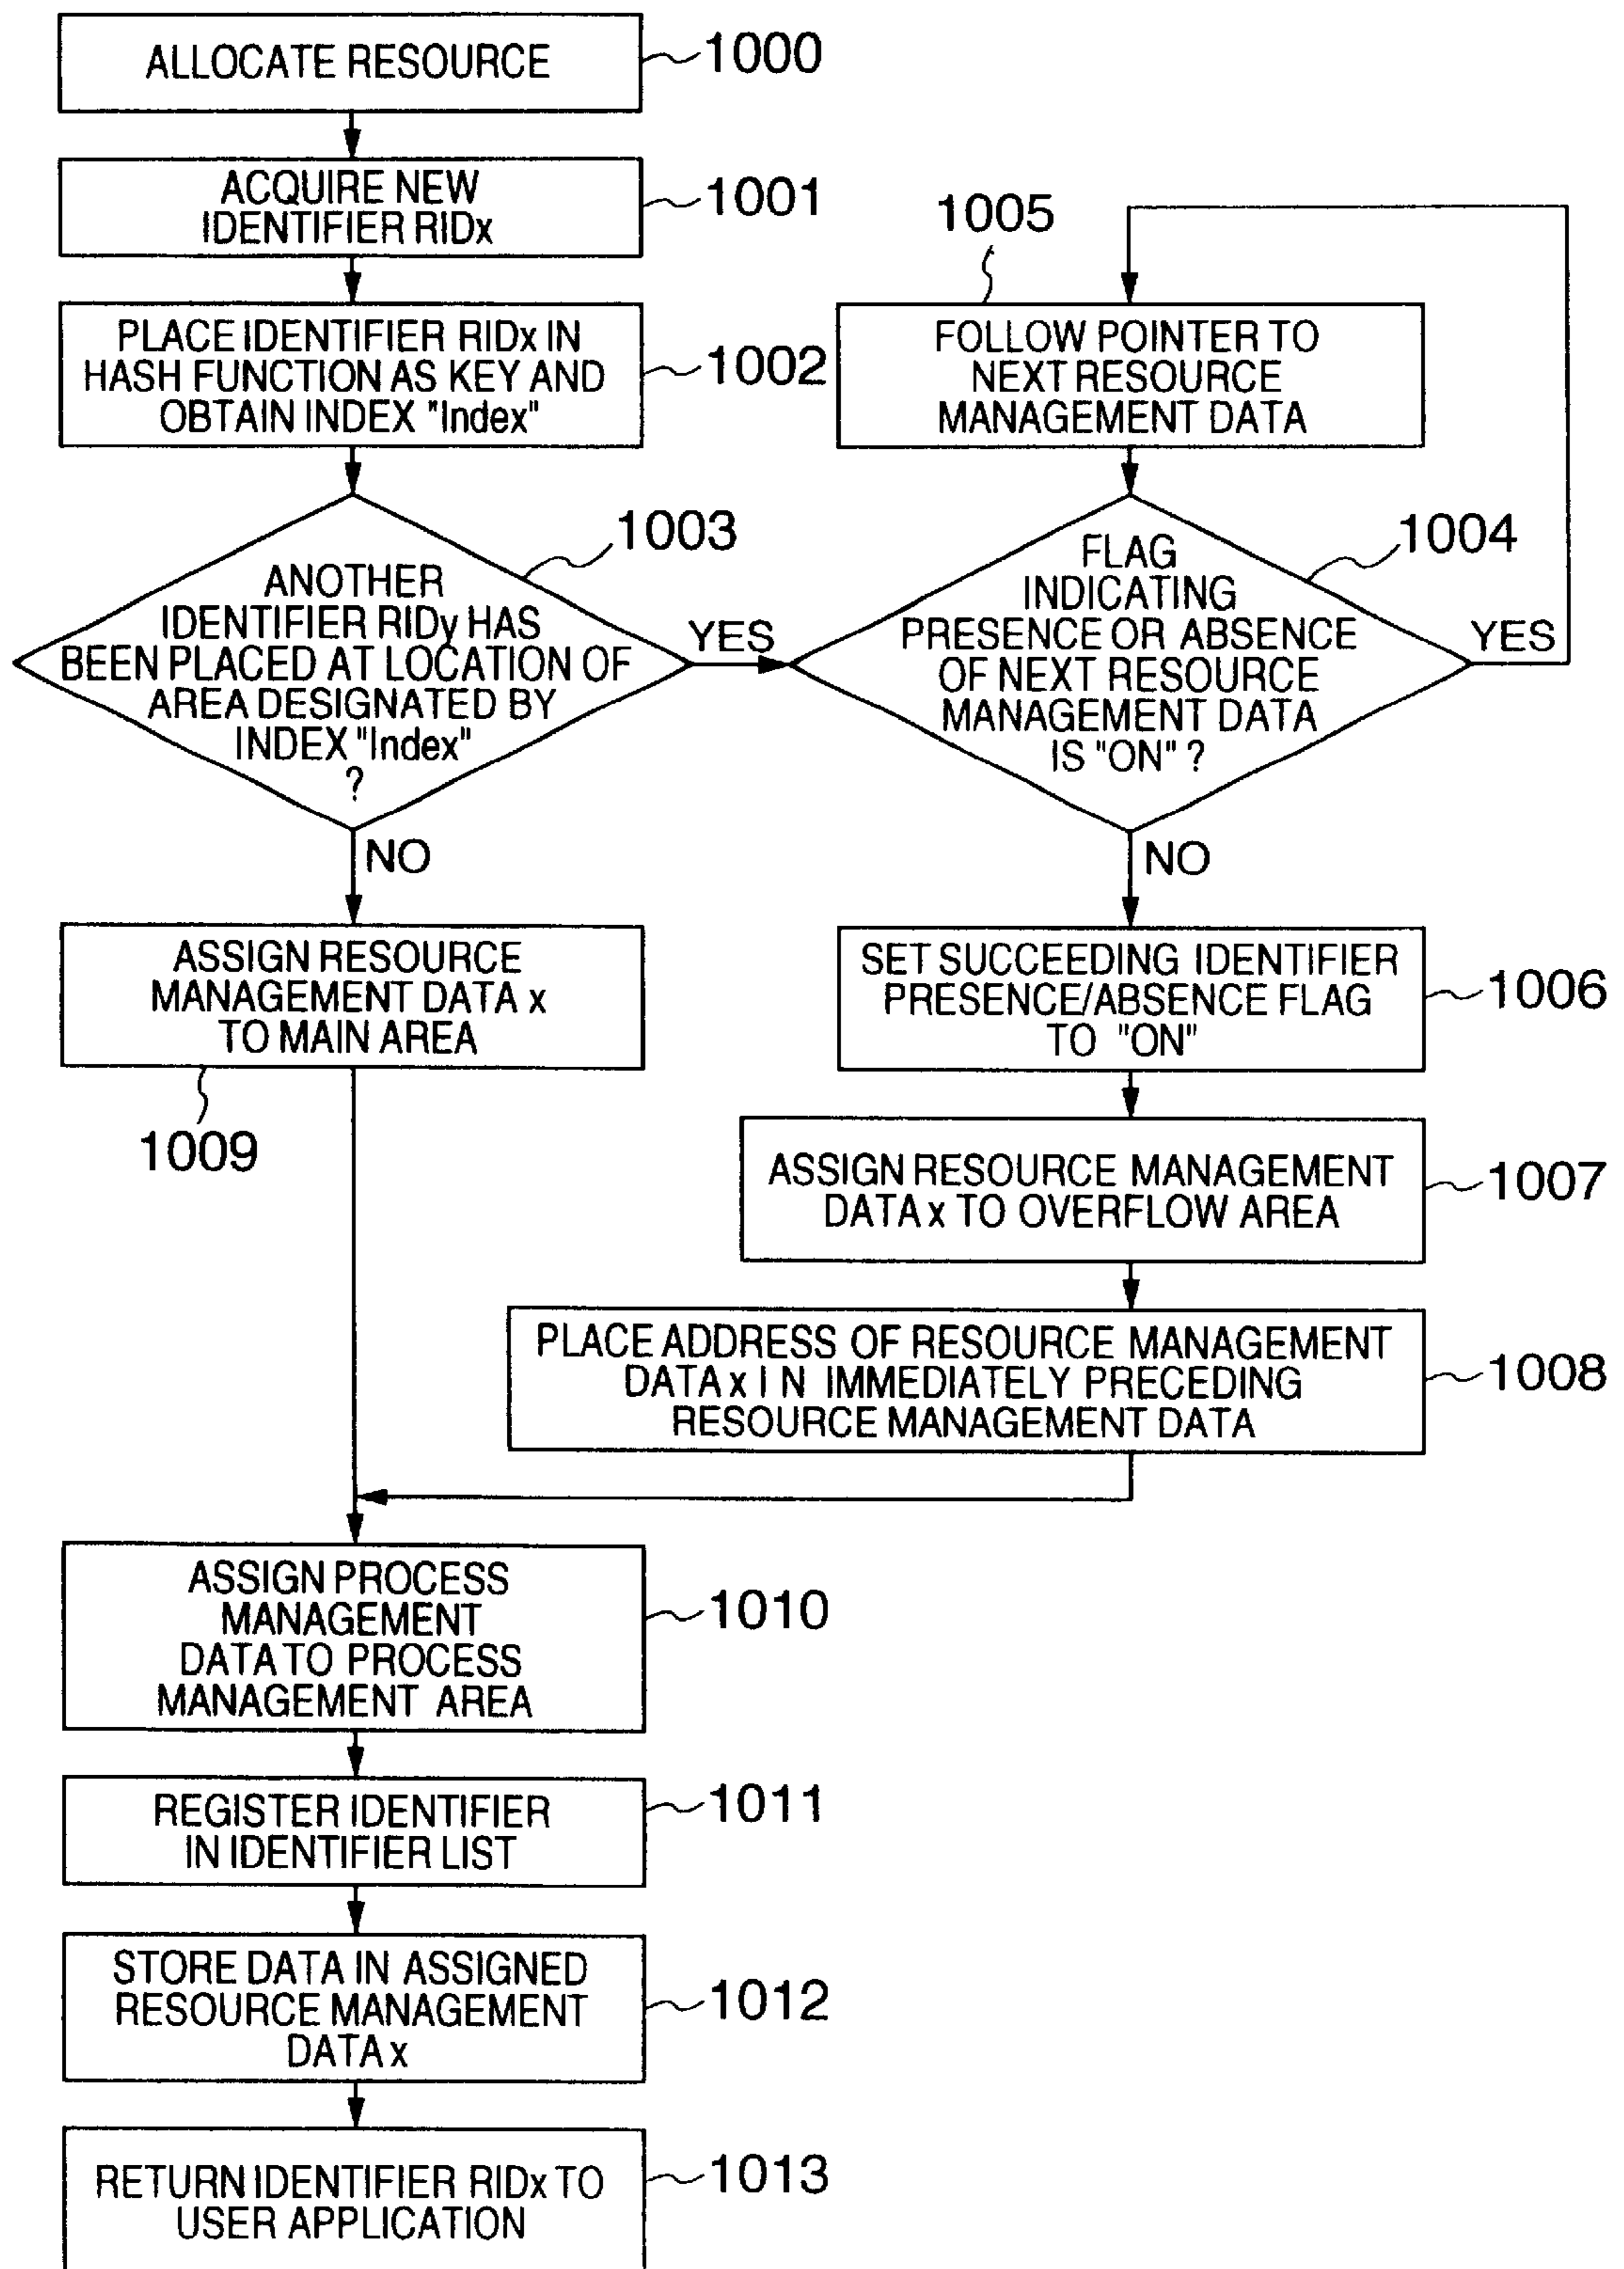 ALLOCATE RESOURCE
1000
ACQUIRE NEW
IDENTIFIER RIDx
1001
PLACE IDENTIFIER RIDx IN
HASH FUNCTION AS KEY AND
OBTAIN INDEX "Index"
1002
ANOTHER
IDENTIFIER RIDy HAS
BEEN PLACED AT LOCATION OF
AREA DESIGNATED BY
INDEX "Index"
?
1003
YES
NO
1005
FOLLOW POINTER TO
NEXT RESOURCE
MANAGEMENT DATA
FLAG
INDICATING
PRESENCE OR ABSENCE
OF NEXT RESOURCE
MANAGEMENT DATA
IS "ON" ?
1004
YES
NO
ASSIGN RESOURCE
MANAGEMENT DATA x
TO MAIN AREA
1009
SET SUCCEEDING IDENTIFIER
PRESENCE/ABSENCE FLAG
TO "ON"
1006
ASSIGN RESOURCE MANAGEMENT
DATA x TO OVERFLOW AREA
1007
PLACE ADDRESS OF RESOURCE MANAGEMENT
DATA x I N IMMEDIATELY PRECEDING
RESOURCE MANAGEMENT DATA
1008
ASSIGN PROCESS
MANAGEMENT
DATA TO PROCESS
MANAGEMENT AREA
1010
REGISTER IDENTIFIER
IN IDENTIFIER LIST
1011
STORE DATA IN ASSIGNED
RESOURCE MANAGEMENT
DATA x
1012
RETURN IDENTIFIER RIDx TO
USER APPLICATION
1013